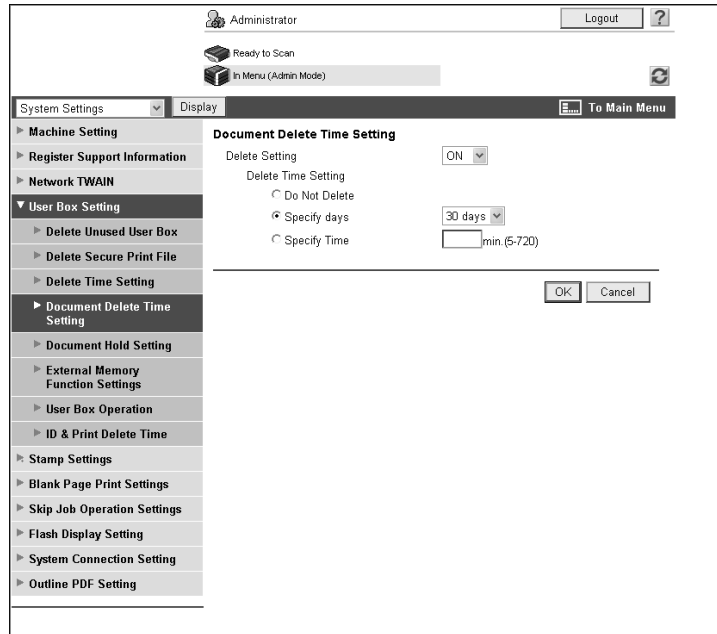 Administrator
Logout
?
Ready to Scan
In Menu (Admin Mode)
System Settings
Display
To Main Menu
Machine Setting
Register Support Information
Network TWAIN
User Box Setting
Delete Unused User Box
Delete Secure Print File
Delete Time Setting
Document Delete Time
Setting
Document Hold Setting
External Memory
Function Settings
User Box Operation
ID & Print Delete Time
Stamp Settings
Blank Page Print Settings
Skip Job Operation Settings
Flash Display Setting
System Connection Setting
Outline PDF Setting
Document Delete Time Setting
Delete Setting
ON
Delete Time Setting
Do Not Delete
Specify days
30 days
Specify Time
min.(5-720)
OK
Cancel